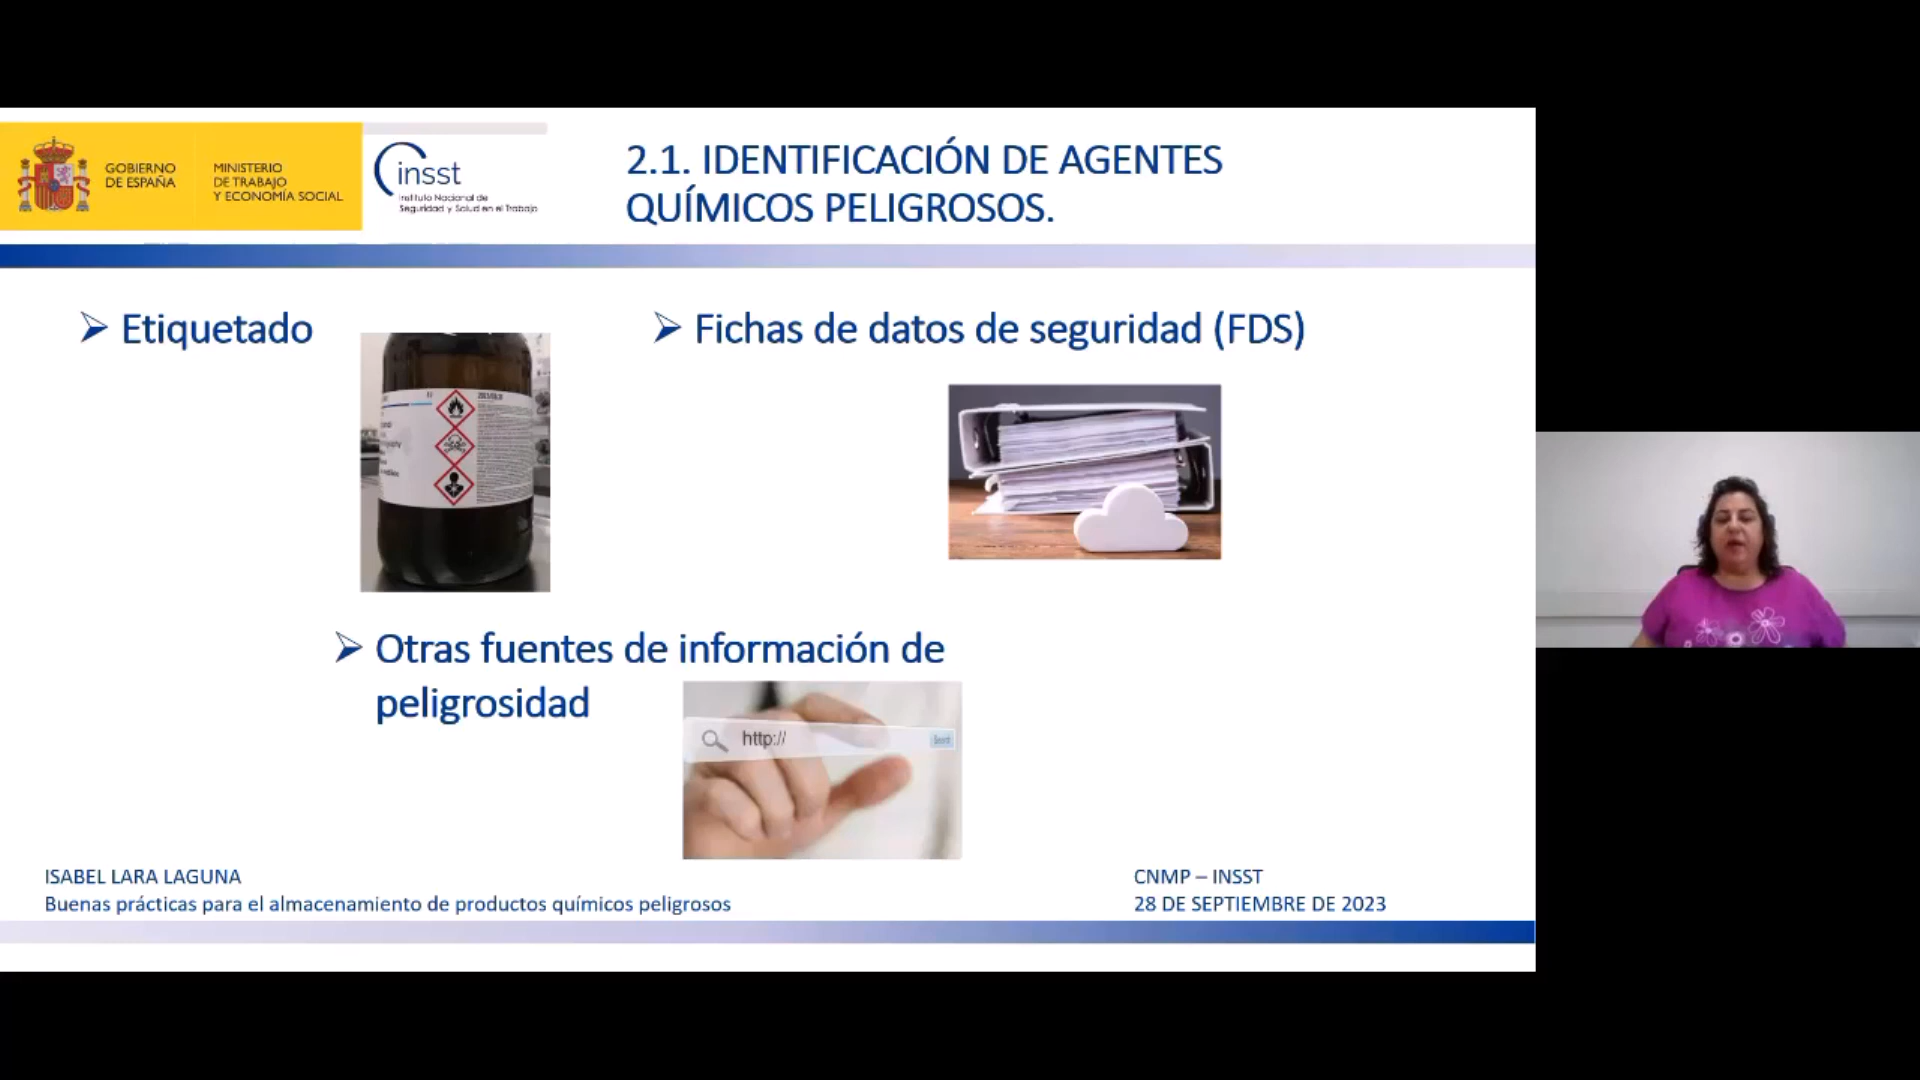 GOBIERNO
DE ESPAÑA
MINISTERIO
DE TRABAJO
Y ECONOMÍA SOCIAL
insst
Instituto Nacional de
Seguridad y Salud en el Trabajo
2.1. IDENTIFICACIÓN DE AGENTES
QUÍMICOS PELIGROSOS.
➢ Etiquetado
➢ Fichas de datos de seguridad (FDS)
➢ Otras fuentes de información de
peligrosidad
http://
ISABEL LARA LAGUNA
Buenas prácticas para el almacenamiento de productos químicos peligrosos
CNMP – INSST
28 DE SEPTIEMBRE DE 2023